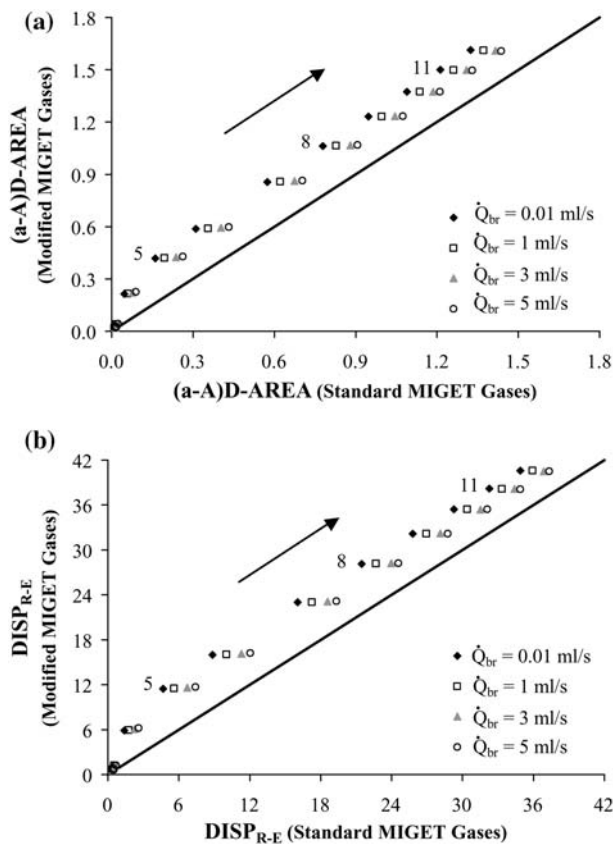 (a)
1.8
1.5
1.2
0.9
0.6
0.3
0.0
(a-A)D-AREA
(Modified MIGET Gases)
11
8
5
Q̇br = 0.01 ml/s
Q̇br = 1 ml/s
Q̇br = 3 ml/s
Q̇br = 5 ml/s
0.0 0.3 0.6 0.9 1.2 1.5 1.8
(a-A)D-AREA (Standard MIGET Gases)
(b)
42
36
30
24
18
12
6
0
DISPR-E
(Modified MIGET Gases)
11
8
5
Q̇br = 0.01 ml/s
Q̇br = 1 ml/s
Q̇br = 3 ml/s
Q̇br = 5 ml/s
0 6 12 18 24 30 36 42
DISPR-E (Standard MIGET Gases)